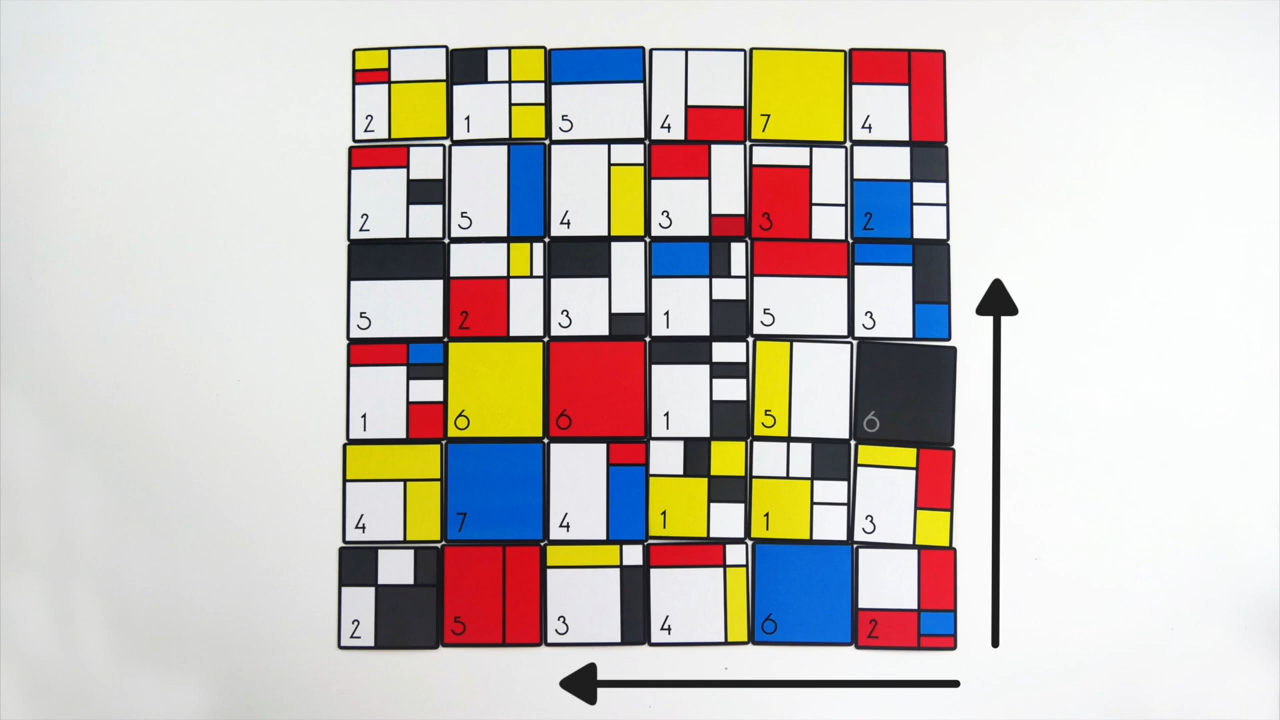 2 1 5 4 7 4
2 5 4 3 3 2
5 2 3 1 5 3
1 6 6 1 5 6
4 7 4 1 1 3
2 5 3 4 6 2